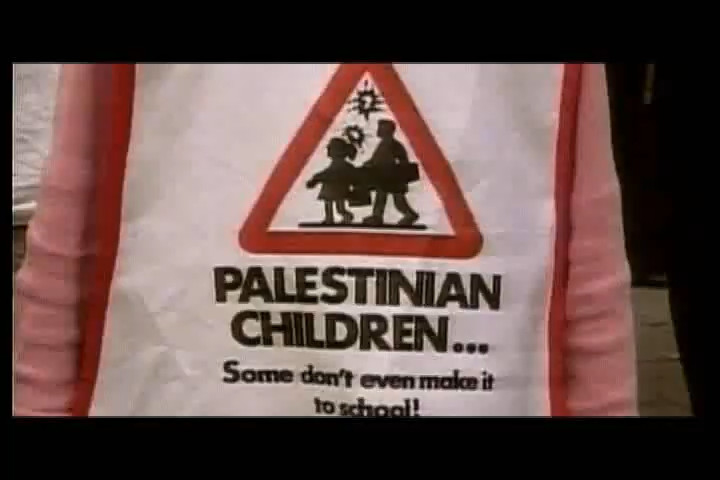 PALESTINIAN
CHILDREN...
Some don't even make it
to school!